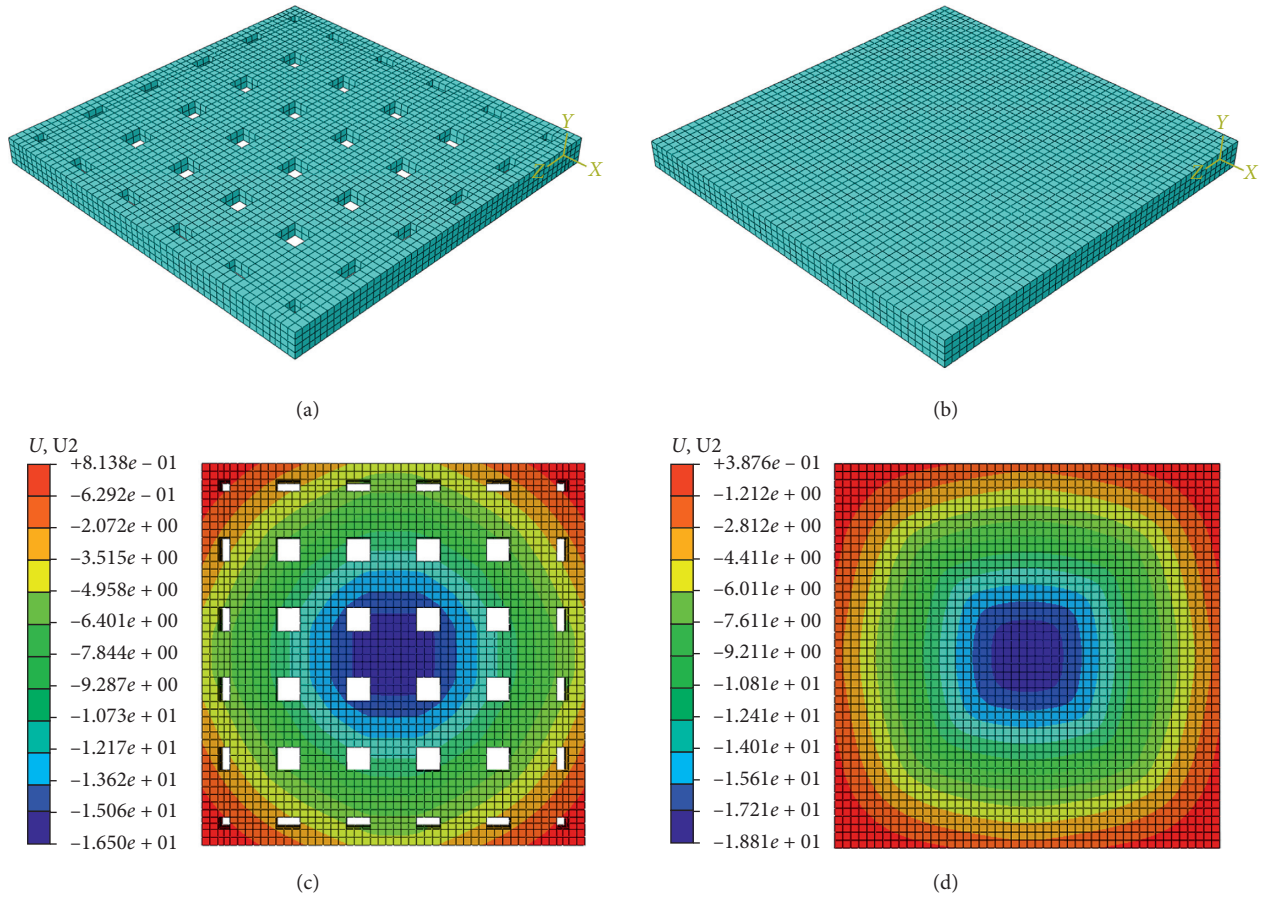 Y
Z
X
Y
Z
X
(a)
(b)
U, U2
+8.138e – 01
–6.292e – 01
–2.072e + 00
–3.515e + 00
–4.958e + 00
–6.401e + 00
–7.844e + 00
–9.287e + 00
–1.073e + 01
–1.217e + 01
–1.362e + 01
–1.506e + 01
–1.650e + 01
U, U2
+3.876e – 01
–1.212e + 00
–2.812e + 00
–4.411e + 00
–6.011e + 00
–7.611e + 00
–9.211e + 00
–1.081e + 01
–1.241e + 01
–1.401e + 01
–1.561e + 01
–1.721e + 01
–1.881e + 01
(c)
(d)